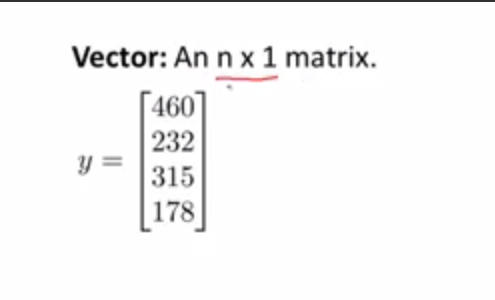 Vector: An n x 1 matrix.
y = [460
232
315
178]